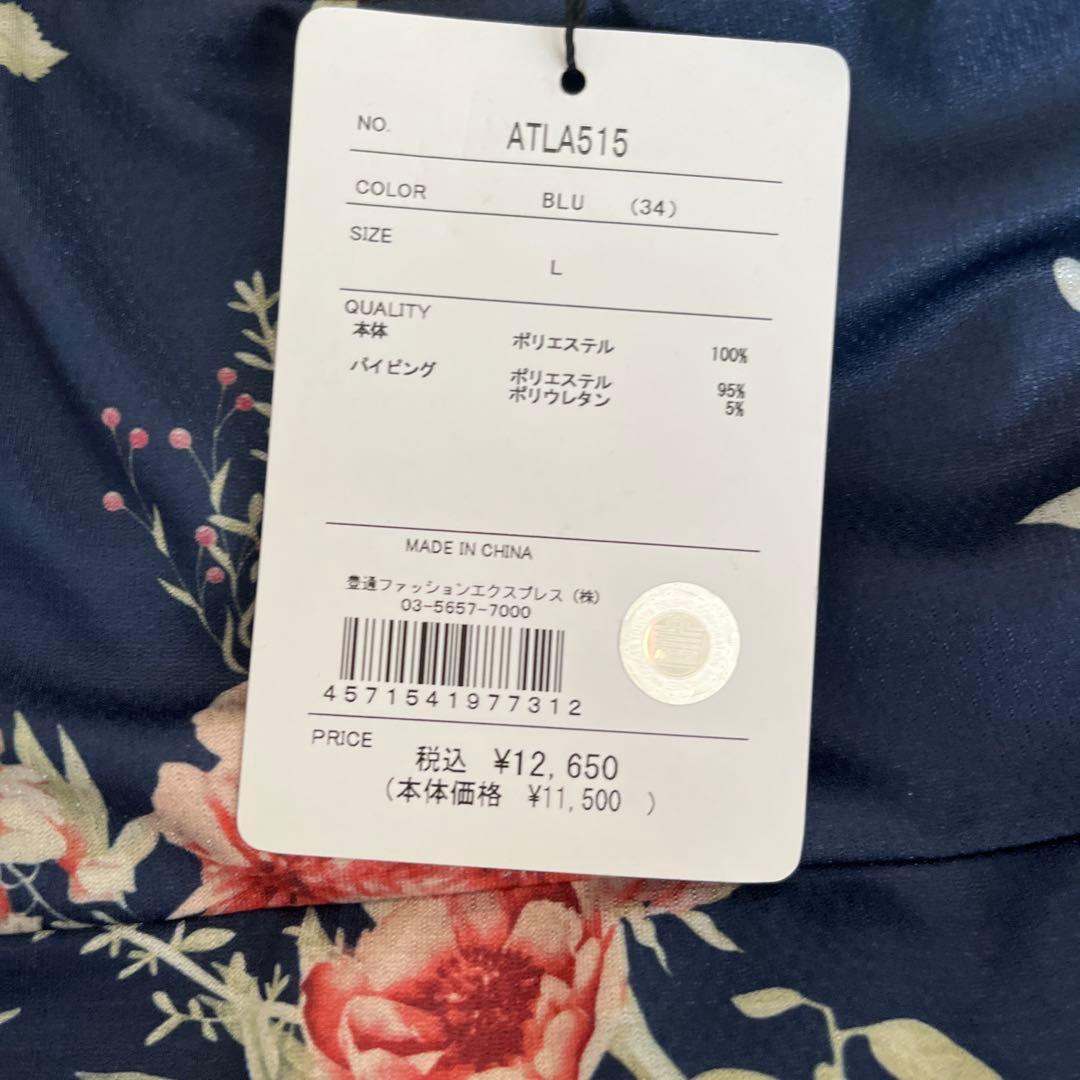 NO. ATLA515
COLOR BLU (34)
SIZE
L
QUALITY
本体 ポリエステル 100%
パイピング ポリエステル 95%
ポリウレタン 5%
MADE IN CHINA
豊通ファッションエクスプレス(株)
03-5657-7000
4571541977312
PRICE 税込 ¥12,650
(本体価格 ¥11,500 )